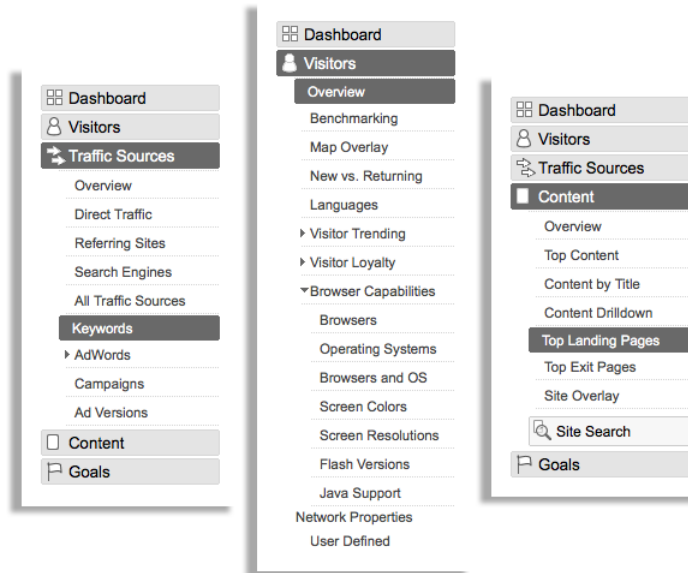 Dashboard
Visitors
Traffic Sources
Overview
Direct Traffic
Referring Sites
Search Engines
All Traffic Sources
Keywords
AdWords
Campaigns
Ad Versions
Content
Goals
Dashboard
Visitors
Overview
Benchmarking
Map Overlay
New vs. Returning
Languages
Visitor Trending
Visitor Loyalty
Browser Capabilities
Browsers
Operating Systems
Browsers and OS
Screen Colors
Screen Resolutions
Flash Versions
Java Support
Network Properties
User Defined
Dashboard
Visitors
Traffic Sources
Content
Overview
Top Content
Content by Title
Content Drilldown
Top Landing Pages
Top Exit Pages
Site Overlay
Site Search
Goals